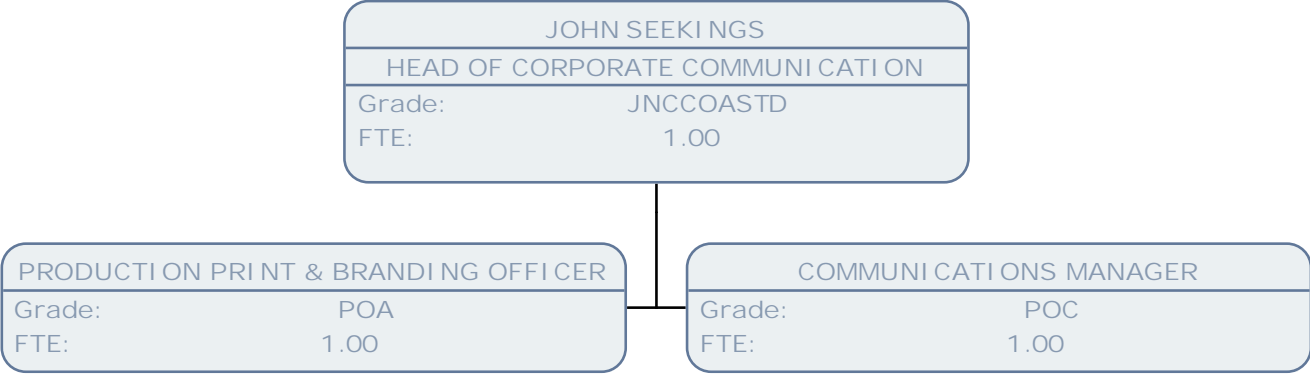 JOHN SEEKINGS
HEAD OF CORPORATE COMMUNICATION
Grade: JNCCOASTD
FTE: 1.00
PRODUCTION PRINT & BRANDING OFFICER
Grade: POA
FTE: 1.00
COMMUNICATIONS MANAGER
Grade: POC
FTE: 1.00